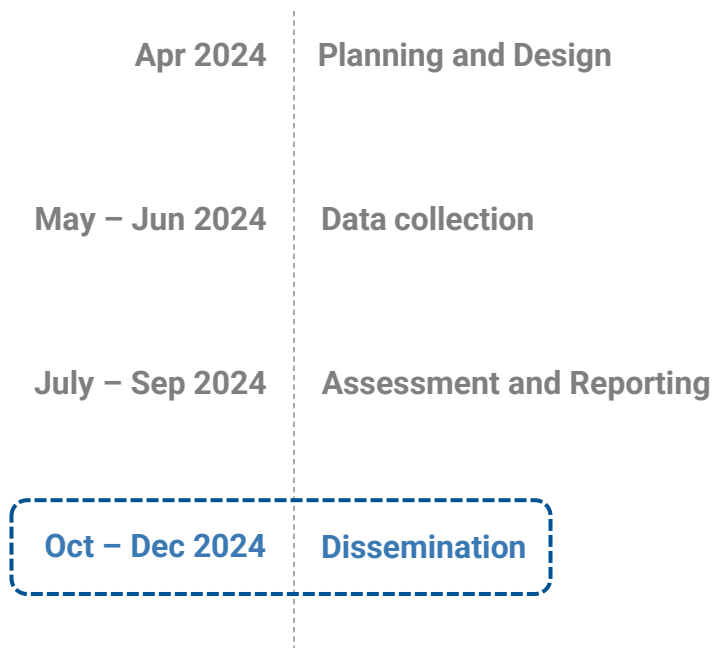 Apr 2024 Planning and Design
May – Jun 2024 Data collection
July – Sep 2024 Assessment and Reporting
Oct – Dec 2024 Dissemination